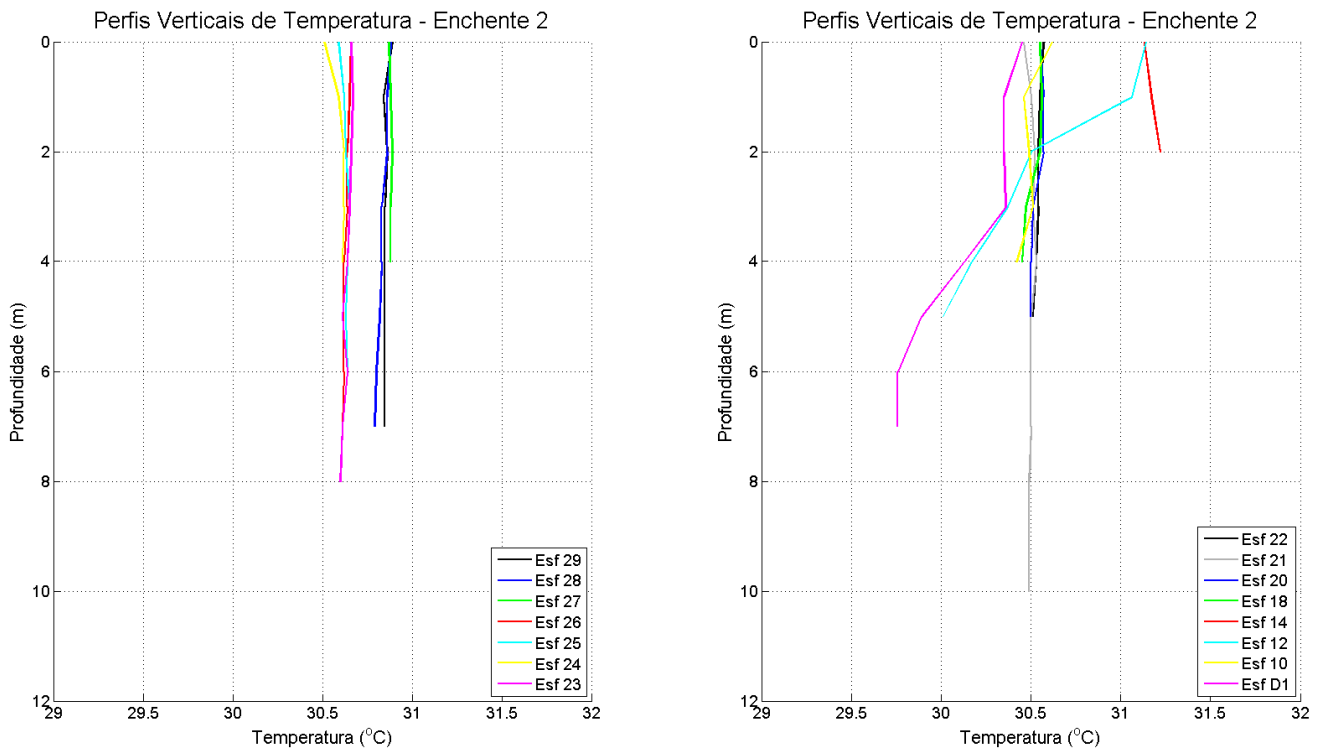 Perfis Verticais de Temperatura - Enchente 2
0
2
4
6
8
10
12
29
29.5
30
30.5
31
31.5
32
Profundidade (m)
Temperatura (°C)
Esf 29
Esf 28
Esf 27
Esf 26
Esf 25
Esf 24
Esf 23
Perfis Verticais de Temperatura - Enchente 2
0
2
4
6
8
10
12
29
29.5
30
30.5
31
31.5
32
Profundidade (m)
Temperatura (°C)
Esf 22
Esf 21
Esf 20
Esf 18
Esf 14
Esf 12
Esf 10
Esf D1